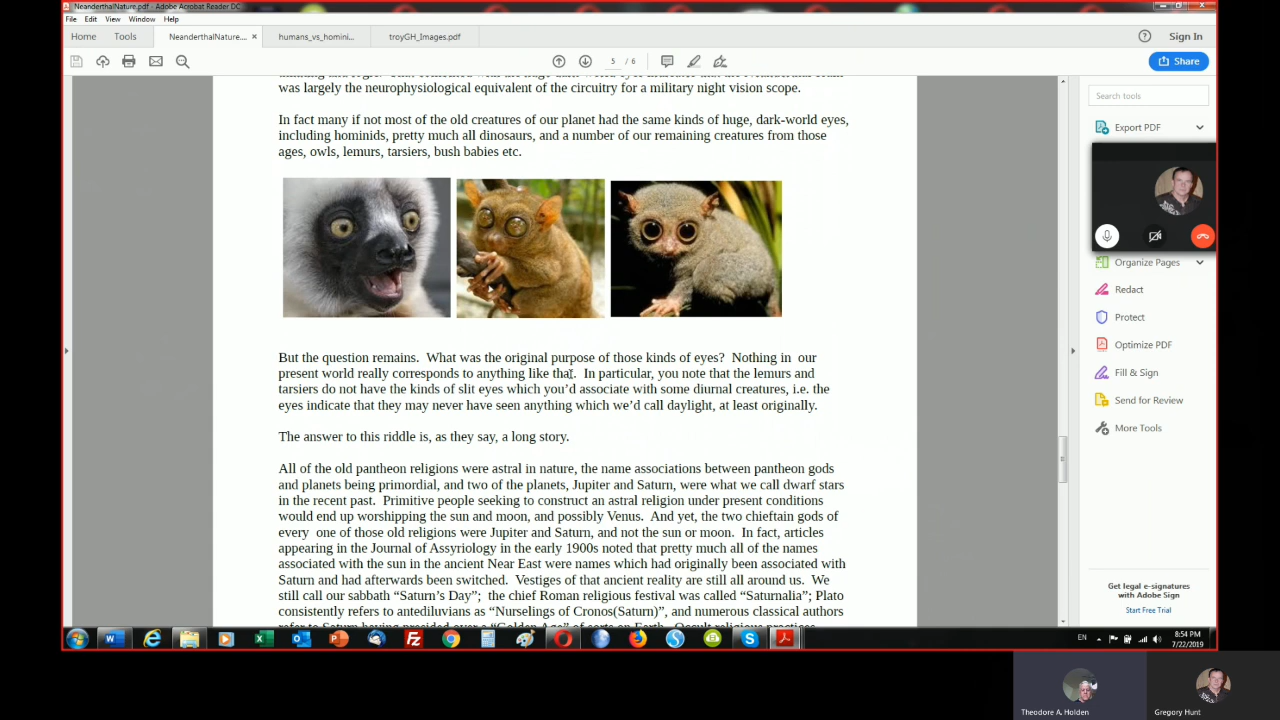 NeanderthalNature.pdf - Adobe Acrobat Reader DC
File Edit View Window Help
Home Tools NeanderthalNature.... × humans_vs_homini... troyGH_Images.pdf Sign In
5 / 6 Share
was largely the neurophysiological equivalent of the circuitry for a military night vision scope.
In fact many if not most of the old creatures of our planet had the same kinds of huge, dark-world eyes,
including hominids, pretty much all dinosaurs, and a number of our remaining creatures from those
ages, owls, lemurs, tarsiers, bush babies etc.
But the question remains. What was the original purpose of those kinds of eyes? Nothing in our
present world really corresponds to anything like that. In particular, you note that the lemurs and
tarsiers do not have the kinds of slit eyes which you'd associate with some diurnal creatures, i.e. the
eyes indicate that they may never have seen anything which we'd call daylight, at least originally.
The answer to this riddle is, as they say, a long story.
All of the old pantheon religions were astral in nature, the name associations between pantheon gods
and planets being primordial, and two of the planets, Jupiter and Saturn, were what we call dwarf stars
in the recent past. Primitive people seeking to construct an astral religion under present conditions
would end up worshipping the sun and moon, and possibly Venus. And yet, the two chieftain gods of
every one of those old religions were Jupiter and Saturn, and not the sun or moon. In fact, articles
appearing in the Journal of Assyriology in the early 1900s noted that pretty much all of the names
associated with the sun in the ancient Near East were names which had originally been associated with
Saturn and had afterwards been switched. Vestiges of that ancient reality are still all around us. We
still call our sabbath “Saturn’s Day”; the chief Roman religious festival was called “Saturnalia”; Plato
consistently refers to antediluvians as “Nurselings of Cronos(Saturn)”, and numerous classical authors
Search tools
Export PDF
Organize Pages
Redact
Protect
Optimize PDF
Fill & Sign
Send for Review
More Tools
Get legal e-signatures
with Adobe Sign
Start Free Trial
EN
8:54 PM
7/22/2019
Theodore A. Holden
Gregory Hunt